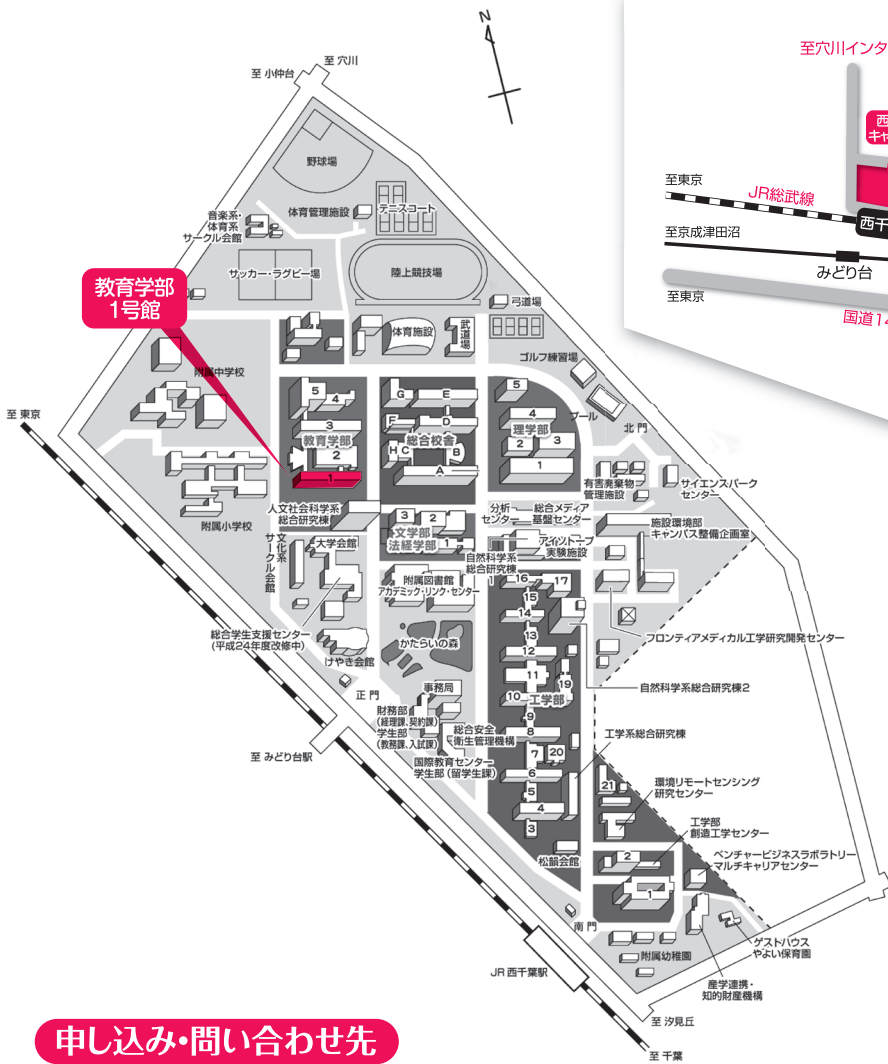 N
至 穴川
至 小仲台
野球場
体育管理施設
テニスコート
音楽系・
体育系
サークル会館
サッカー・ラグビー場
陸上競技場
弓道場
教育学部
1号館
体育施設
武道場
ゴルフ練習場
プール
北門
附属中学校
至 東京
5
4
3
教育学部
2
1
G
E
F
D
総合校舎
H
C
B
A
5
4
理学部
2
3
1
有害廃棄物
管理施設
サイエンスパーク
センター
附属小学校
人文社会科学系
総合研究棟
文化系
サークル会館
大学会館
3
2
文学部
法経学部
1
分析
センター
総合メディア
基盤センター
アイソトープ
実験施設
自然科学系
総合研究棟
1
施設環境部
キャンパス整備企画室
附属図書館
アカデミック・リンク・センター
16
17
15
14
13
12
11
19
10
工学部
9
8
7
20
6
5
4
3
フロンティアメディカル工学研究開発センター
総合学生支援センター
(平成24年度改修中)
けやき会館
かたらいの森
自然科学系総合研究棟2
正門
事務局
財務部
(経理課、契約課)
学生部
(教務課、入試課)
総合安全
衛生管理機構
国際教育センター
学生部(留学生課)
工学系総合研究棟
至 みどり台駅
21
環境リモートセンシング
研究センター
工学部
創造工学センター
松韻会館
2
1
ベンチャービジネスラボラトリー
マルチキャリアセンター
南門
附属幼稚園
ゲストハウス
やよい保育園
産学連携・
知的財産機構
JR 西千葉駅
至 汐見丘
至 千葉
至穴川インタ
西
キャ
至東京
JR総武線
西千
至京成津田沼
みどり台
至東京
国道14
申し込み・問い合わせ先